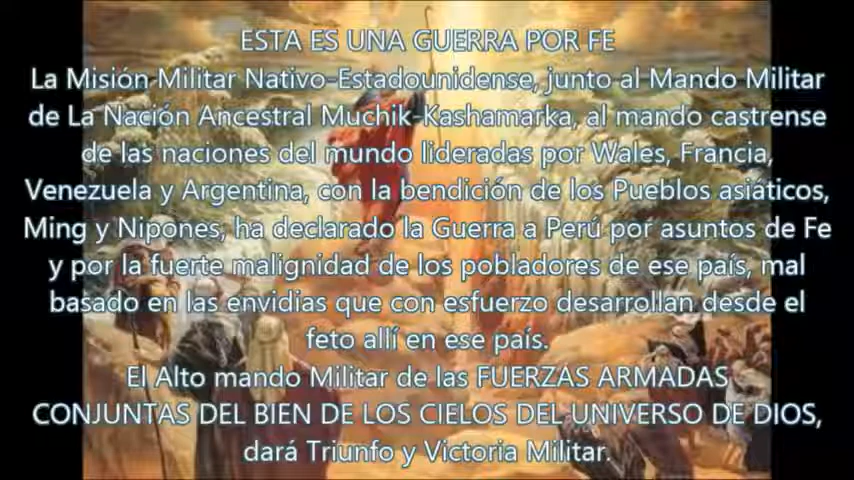 ESTA ES UNA GUERRA POR FE
La Misión Militar Nativo-Estadounidense, junto al Mando Militar
de La Nación Ancestral Muchik-Kashamarka, al mando castrense
de las naciones del mundo lideradas por Wales, Francia,
Venezuela y Argentina, con la bendición de los Pueblos asiáticos,
Ming y Nipones, ha declarado la Guerra a Perú por asuntos de Fe
y por la fuerte malignidad de los pobladores de ese país, mal
basado en las envidias que con esfuerzo desarrollan desde el
feto allí en ese país.
El Alto mando Militar de las FUERZAS ARMADAS
CONJUNTAS DEL BIEN DE LOS CIELOS DEL UNIVERSO DE DIOS,
dará Triunfo y Victoria Militar.